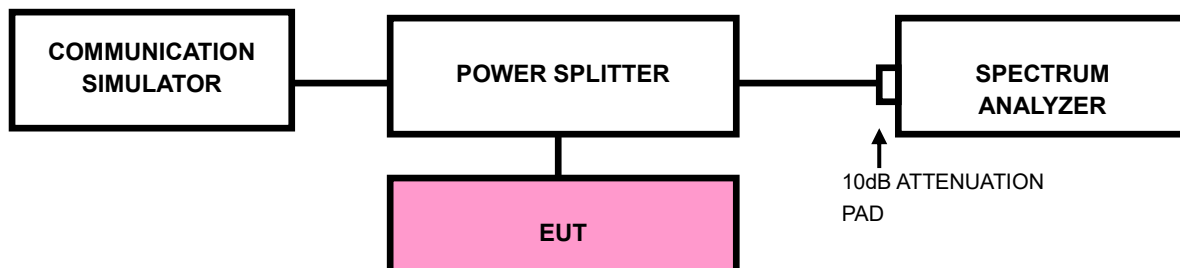 COMMUNICATION
SIMULATOR
POWER SPLITTER
SPECTRUM
ANALYZER
10dB ATTENUATION
PAD
EUT